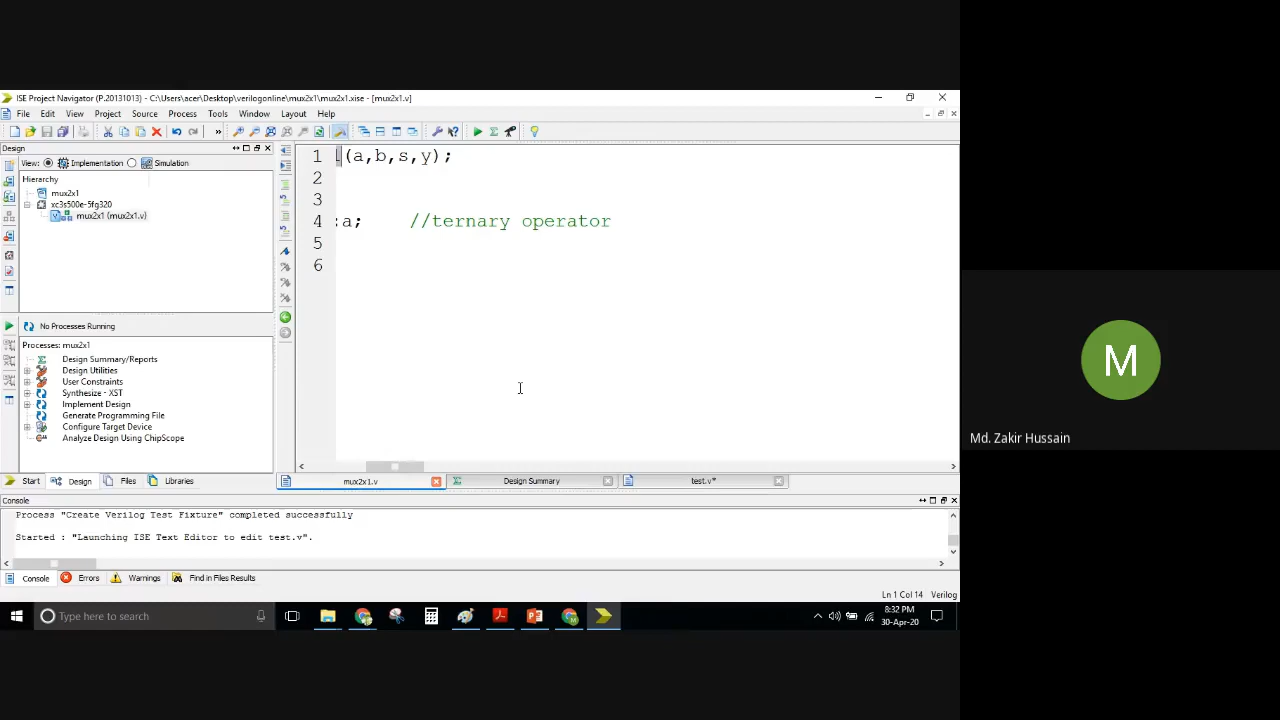 ISE Project Navigator (P.20131013) - C:\Users\acer\Desktop\verilogonline\mux2x1\mux2x1.xise - [mux2x1.v]
File Edit View Project Source Process Tools Window Layout Help
Design
View: Implementation Simulation
Hierarchy
mux2x1
xc3s500e-5fg320
mux2x1 (mux2x1.v)
No Processes Running
Processes: mux2x1
Design Summary/Reports
Design Utilities
User Constraints
Synthesize - XST
Implement Design
Generate Programming File
Configure Target Device
Analyze Design Using ChipScope
Start Design Files Libraries
1 (a,b,s,y);
2
3
4 :a; //ternary operator
5
6
mux2x1.v Design Summary test.v*
Console
Process "Create Verilog Test Fixture" completed successfully
Started : "Launching ISE Text Editor to edit test.v".
Console Errors Warnings Find in Files Results
Ln 1 Col 14 Verilog
Type here to search
8:32 PM
30-Apr-20
M
Md. Zakir Hussain